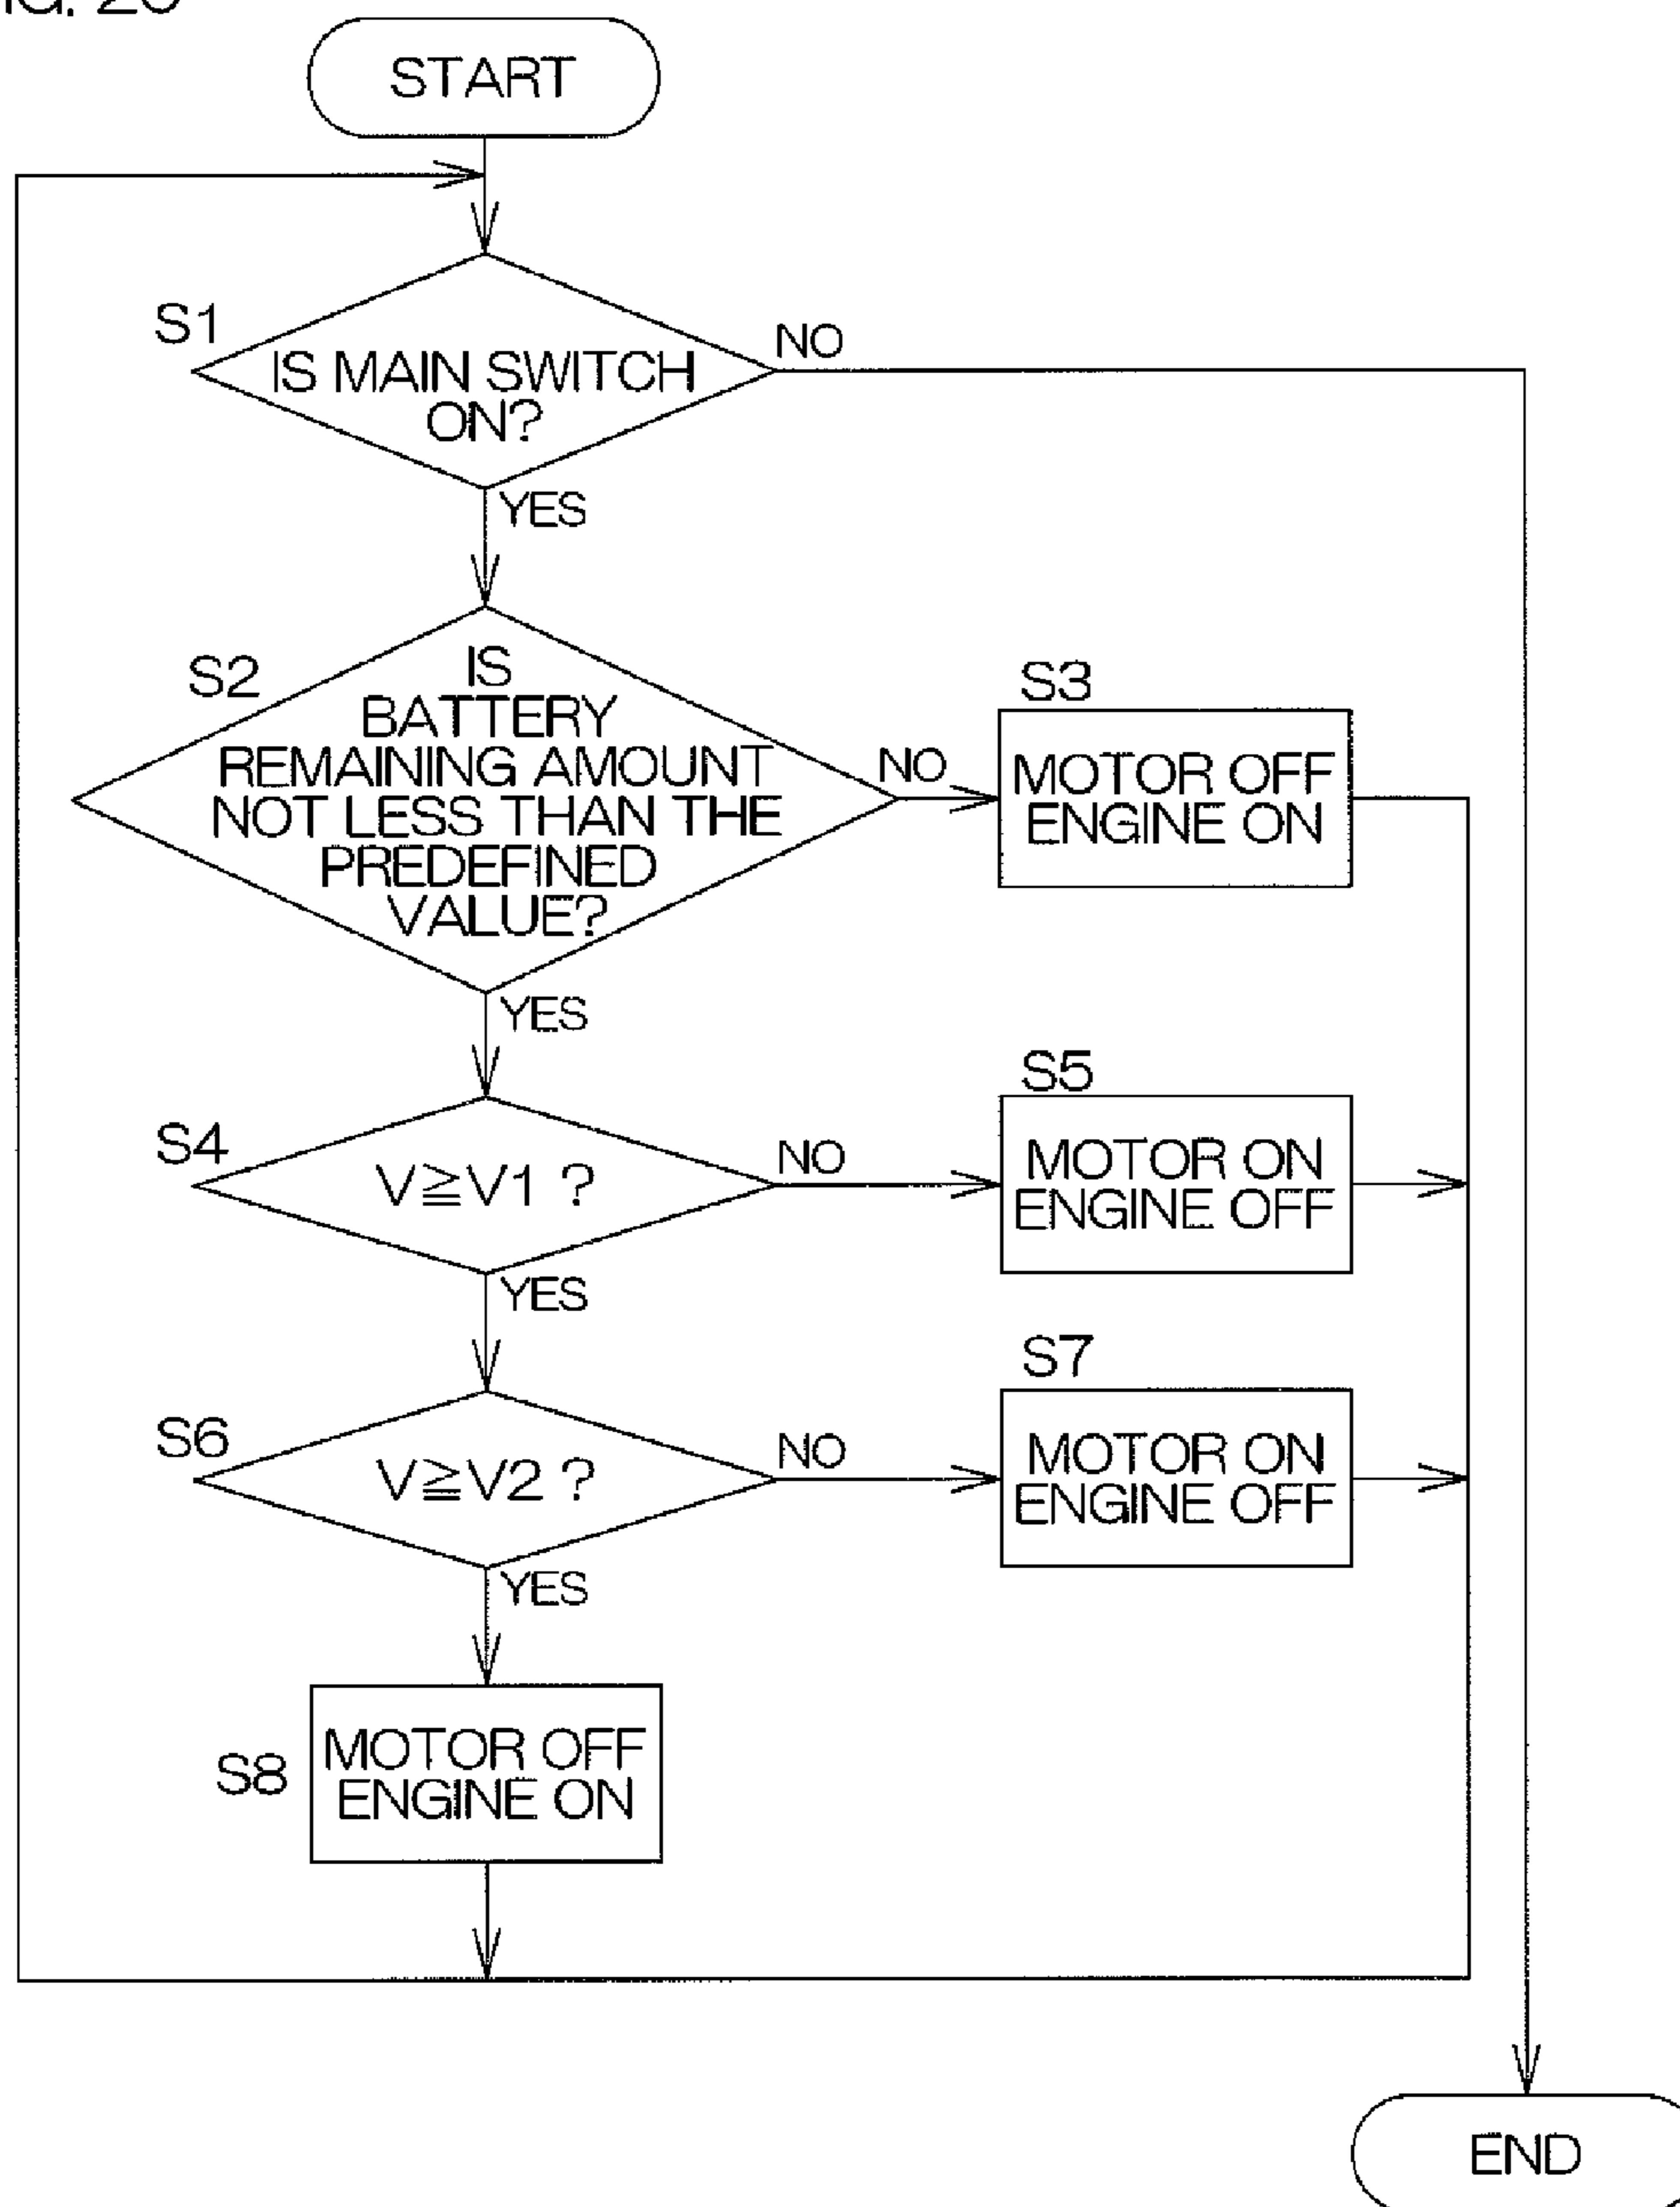 START
S1
IS MAIN SWITCH
ON?
NO
YES
S2
IS
BATTERY
REMAINING AMOUNT
NOT LESS THAN THE
PREDEFINED
VALUE?
NO
S3
MOTOR OFF
ENGINE ON
YES
S4
V≧V1 ?
NO
S5
MOTOR ON
ENGINE OFF
YES
S6
V≧V2 ?
NO
S7
MOTOR ON
ENGINE OFF
YES
S8
MOTOR OFF
ENGINE ON
END